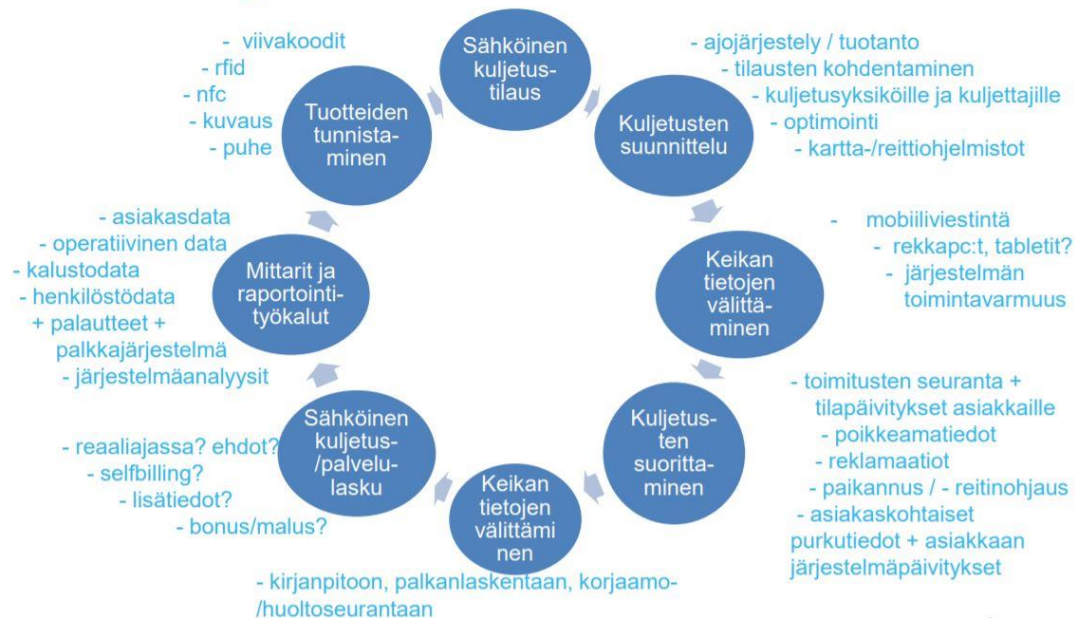 Sähköinen
kuljetus-
tilaus
- ajojärjestely / tuotanto
- tilausten kohdentaminen
- kuljetusyksiköille ja kuljettajille
- optimointi
- kartta-/reittiohjelmistot
Kuljetusten
suunnittelu
- mobiiliviestintä
- rekkapc:t, tabletit?
- järjestelmän
toimintavarmuus
Keikan
tietojen
välittä-
minen
- toimitusten seuranta +
tilapäivitykset asiakkaille
- poikkeamatiedot
- reklamaatiot
- paikannus / - reitinohjaus
- asiakaskohtaiset
purkutiedot + asiakkaan
järjestelmäpäivitykset
Kuljetus-
ten
suoritta-
minen
Keikan
tietojen
välittämi
nen
- kirjanpitoon, palkanlaskentaan, korjaamo-
/huoltoseurantaan
Sähköinen
kuljetus-
/palvelu-
lasku
- reaaliajassa? ehdot?
- selfbilling?
- lisätiedot?
- bonus/malus?
Mittarit ja
raportointi-
työkalut
- asiakasdata
- operatiivinen data
- kalustodata
- henkilöstödata
+ palautteet +
palkkajärjestelmä
- järjestelmäanalyysit
Tuotteiden
tunnista-
minen
- viivakoodit
- rfid
- nfc
- kuvaus
- puhe